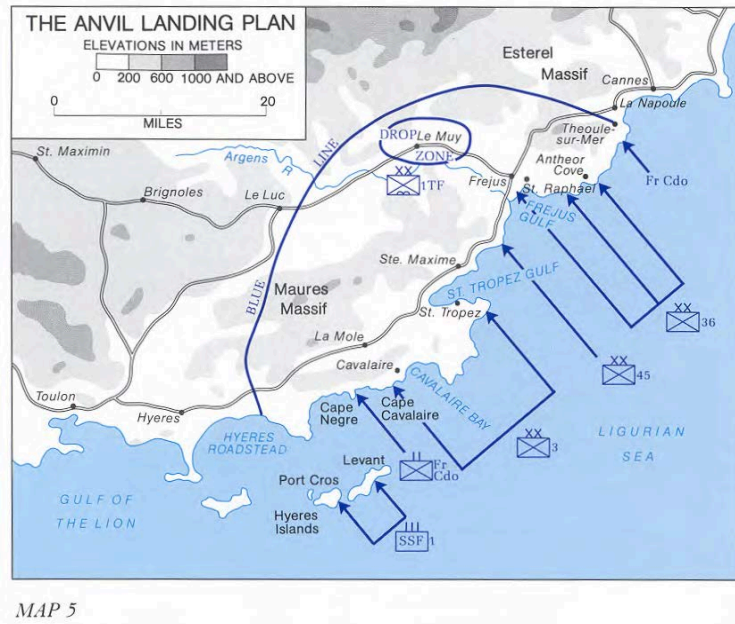 THE ANVIL LANDING PLAN
ELEVATIONS IN METERS
0 200 600 1000 AND ABOVE
0 20
MILES
Esterel
Massif
Cannes
La Napoule
Theoule-
sur-Mer
DROP Le Muy
ZONE
XX
1TF
LINE
BLUE
Argens R
St. Maximin
Brignoles
Le Luc
Frejus
Antheor
Cove
St. Raphael
Fr Cdo
FREJUS
GULF
Ste. Maxime
ST. TROPEZ GULF
St. Tropez
XX
36
Maures
Massif
La Mole
Cavalaire
XX
45
Toulon
Hyeres
Cape
Negre
Cape
Cavalaire
CAVALAIRE BAY
XX
3
HYERES
ROADSTEAD
LIGURIAN
SEA
Levant
II
Fr
Cdo
Port Cros
Hyeres
Islands
III
SSF 1
GULF OF
THE LION
MAP 5